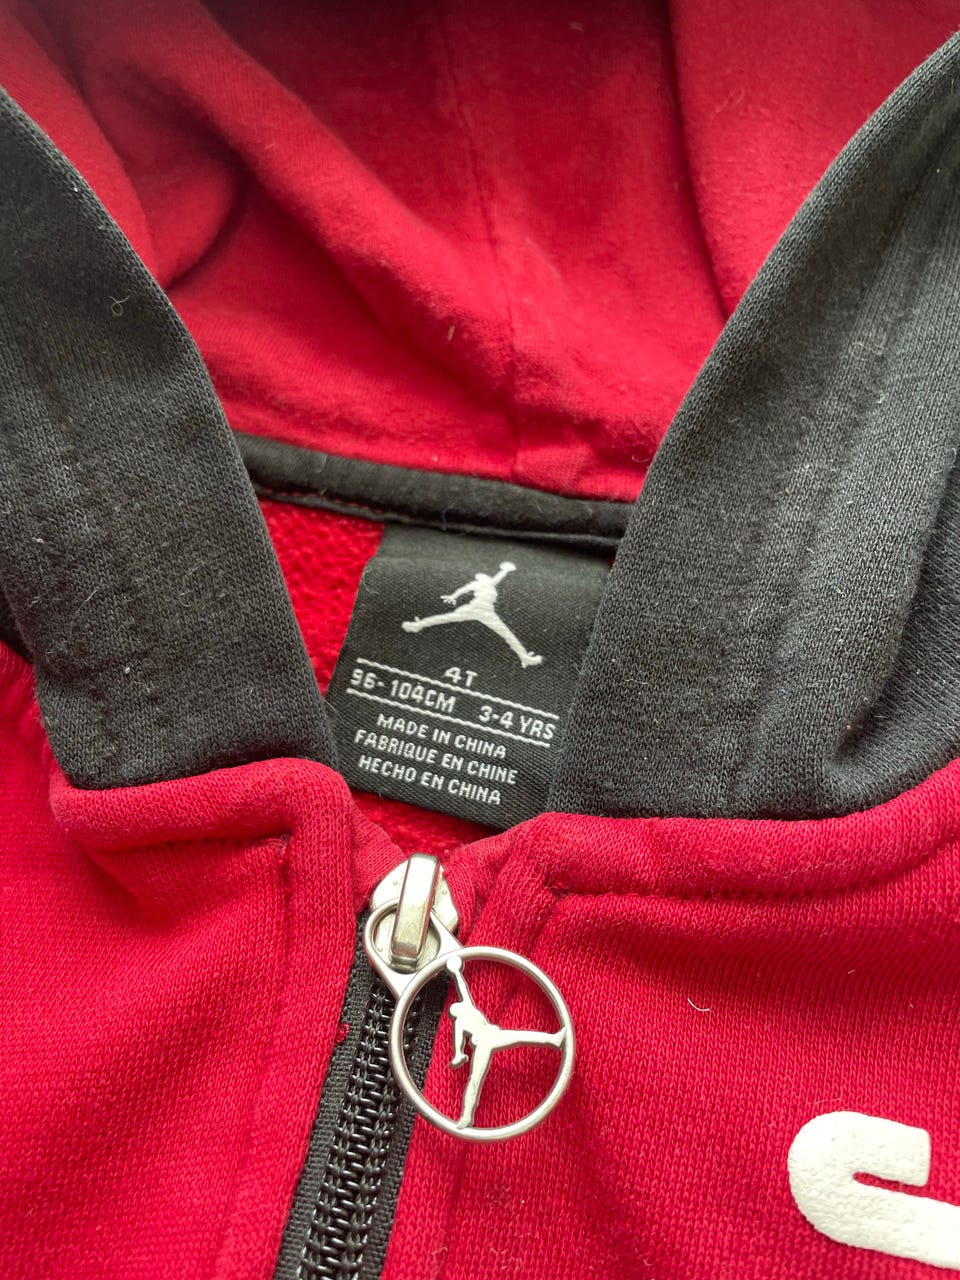 4T
96-104CM 3-4 YRS
MADE IN CHINA
FABRIQUE EN CHINE
HECHO EN CHINA
S